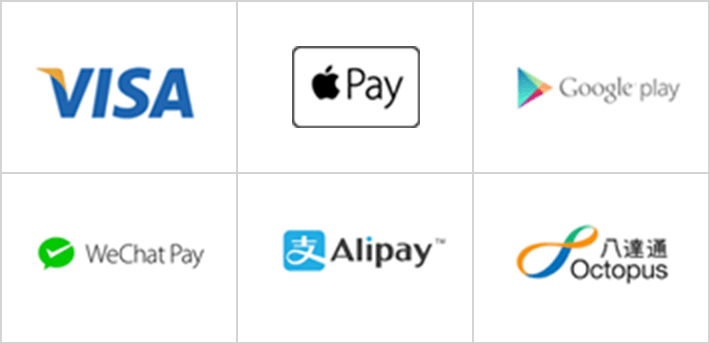 VISA
Pay
Google play
WeChat Pay
支 Alipay™
八達通
Octopus